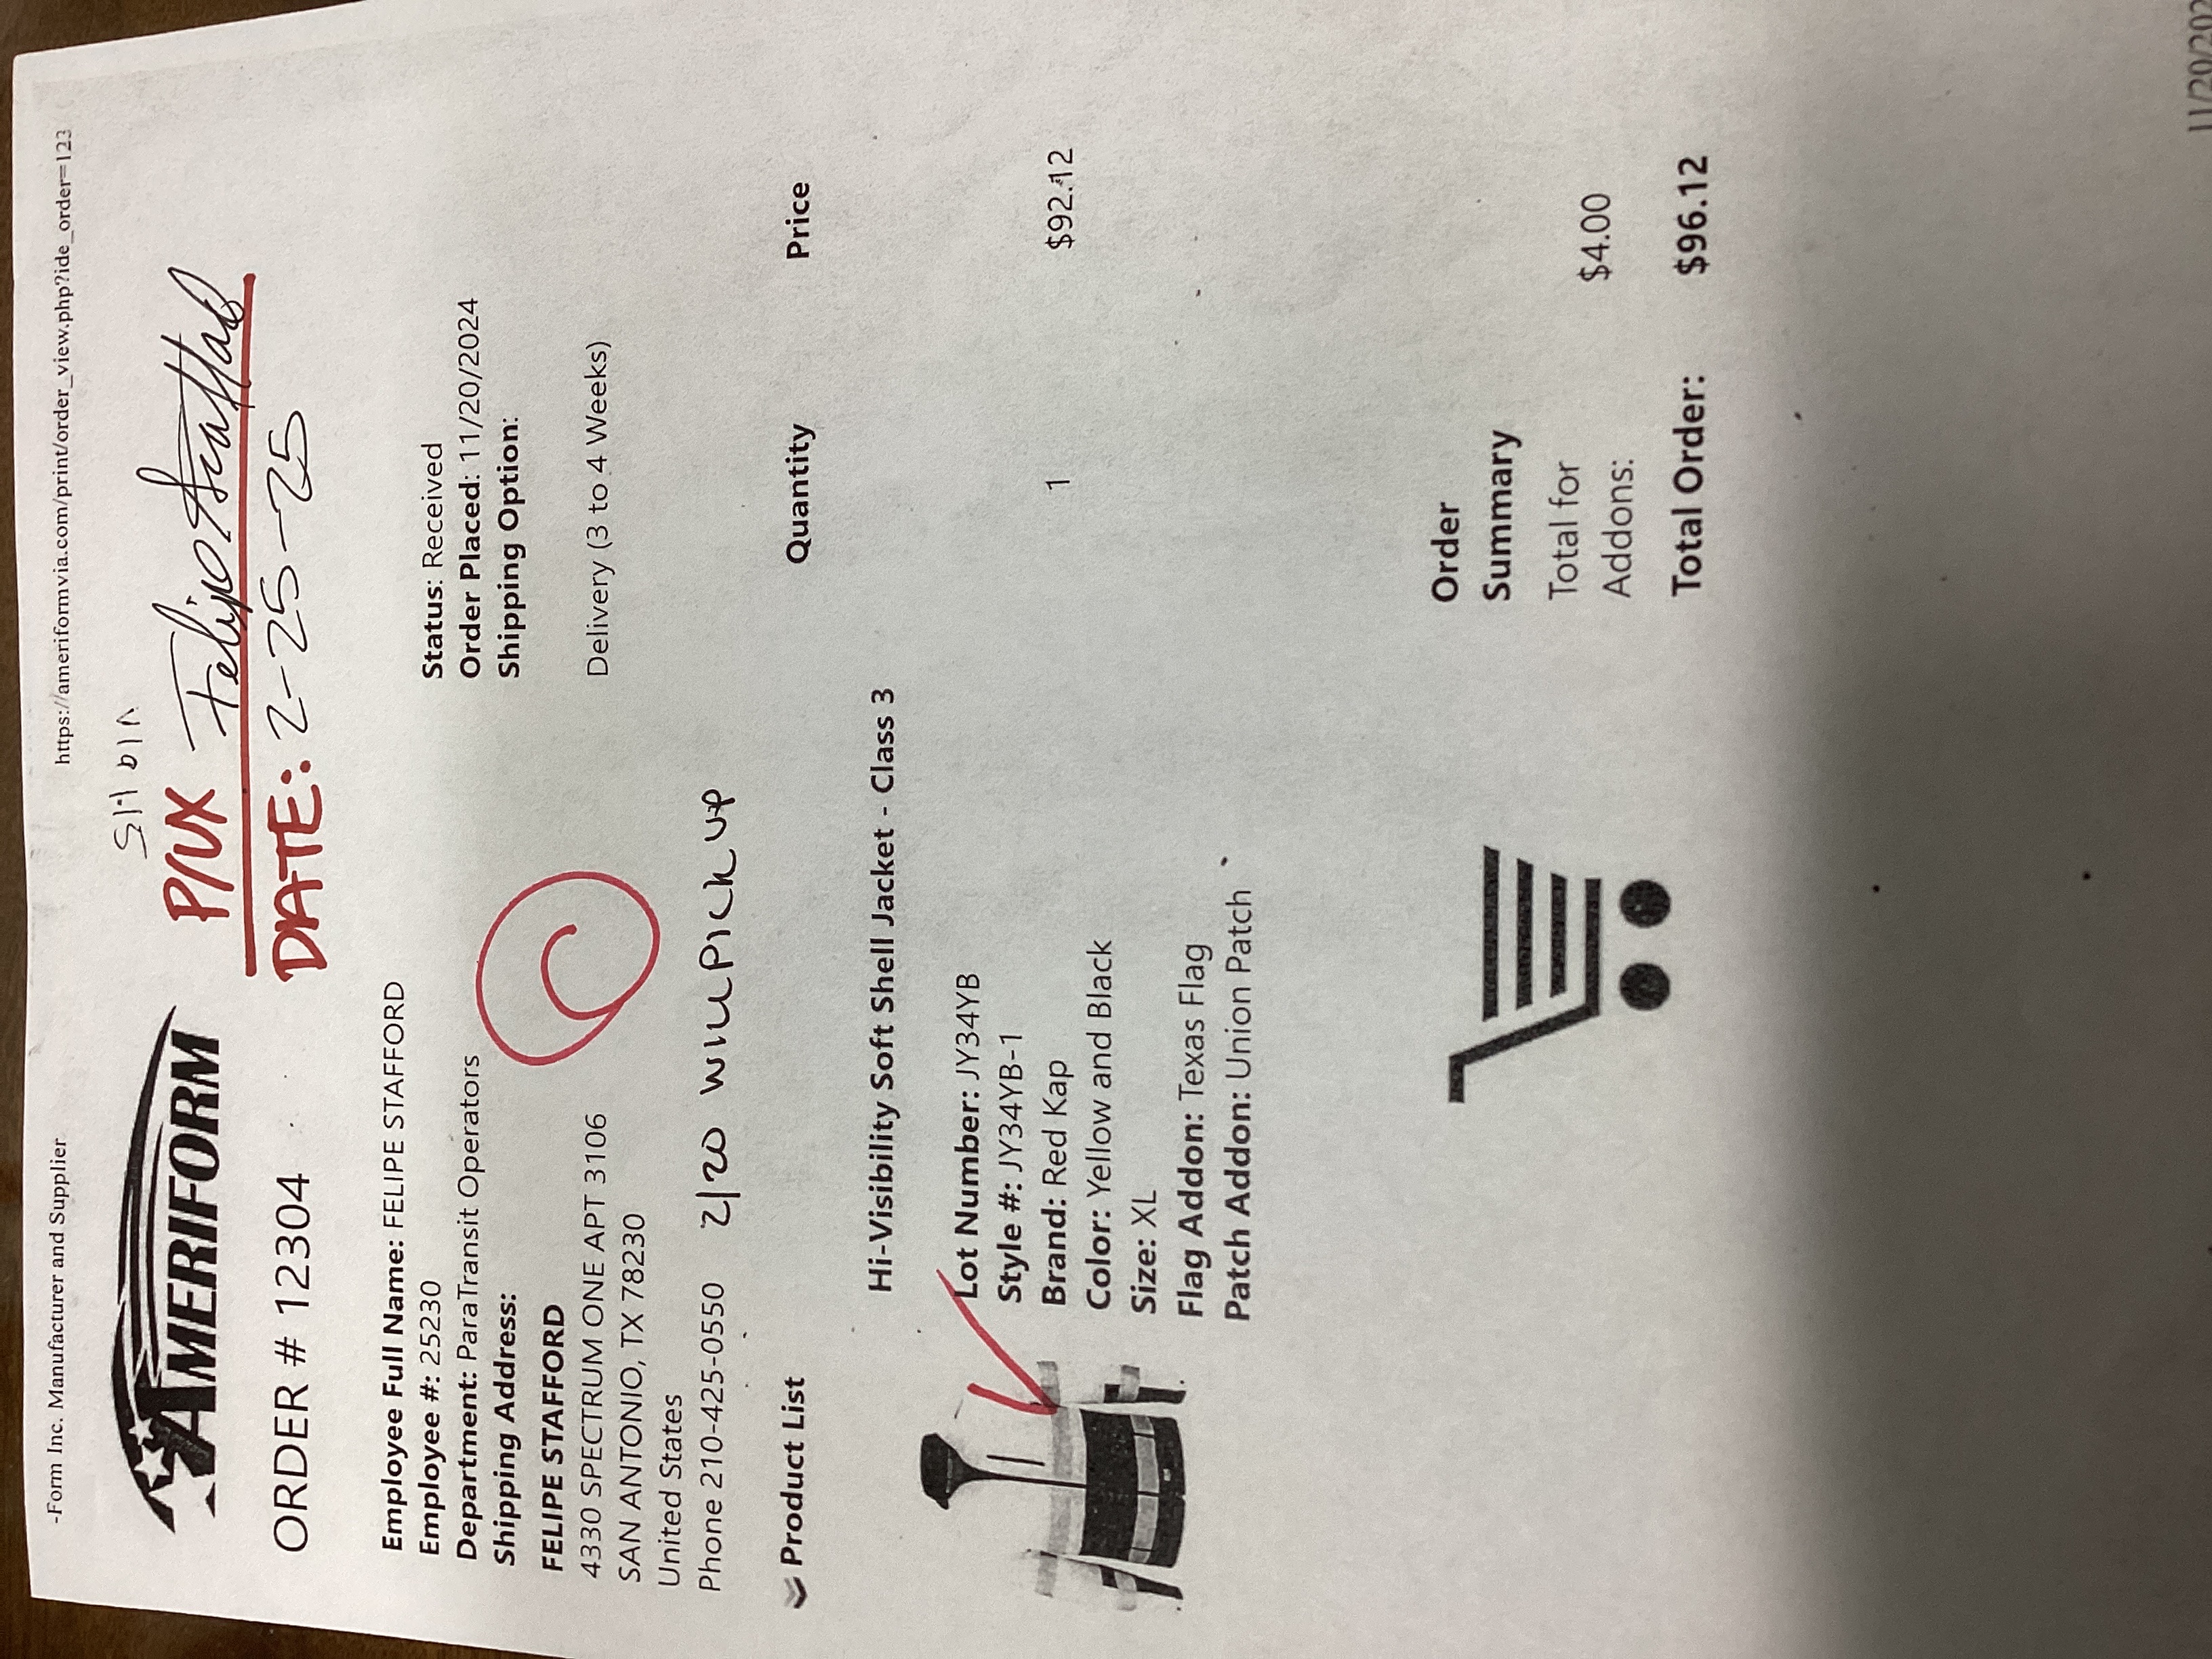 -Form Inc. Manufacturer and Supplier
https://ameriformvia.com/print/order_view.php?ide_order=123
AMERIFORM
P/UX Felipe Stafford
DATE: 2-25-25
ORDER # 12304
Employee Full Name: FELIPE STAFFORD
Employee #: 25230
Department: ParaTransit Operators
Shipping Address:
FELIPE STAFFORD
4330 SPECTRUM ONE APT 3106
SAN ANTONIO, TX 78230
United States
Phone 210-425-0550
2/20 WILL PICK UP
Status: Received
Order Placed: 11/20/2024
Shipping Option:
Delivery (3 to 4 Weeks)
C
Product List
Quantity
Price
Hi-Visibility Soft Shell Jacket - Class 3
Lot Number: JY34YB
Style #: JY34YB-1
Brand: Red Kap
Color: Yellow and Black
Size: XL
Flag Addon: Texas Flag
Patch Addon: Union Patch
1
$92.12
Order
Summary
Total for
Addons:
$4.00
Total Order:
$96.12
11/20/202